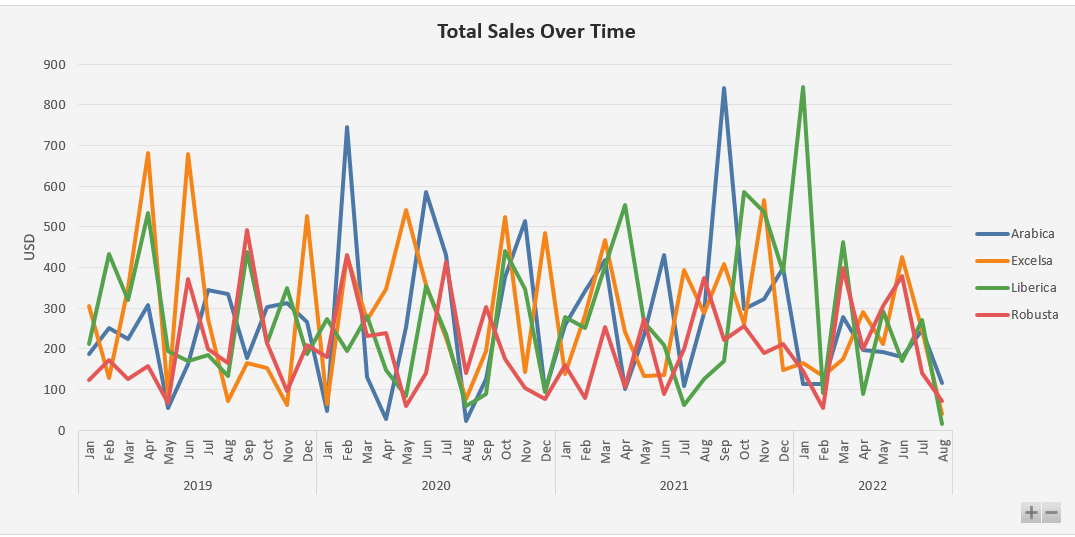 Total Sales Over Time
900
800
700
600
500
400
300
200
100
0
USD
Jan Feb Mar Apr May Jun Jul Aug Sep Oct Nov Dec Jan Feb Mar Apr May Jun Jul Aug Sep Oct Nov Dec Jan Feb Mar Apr May Jun Jul Aug Sep Oct Nov Dec Jan Feb Mar Apr May Jun Jul Aug
2019 2020 2021 2022
Arabica
Excelsa
Liberica
Robusta